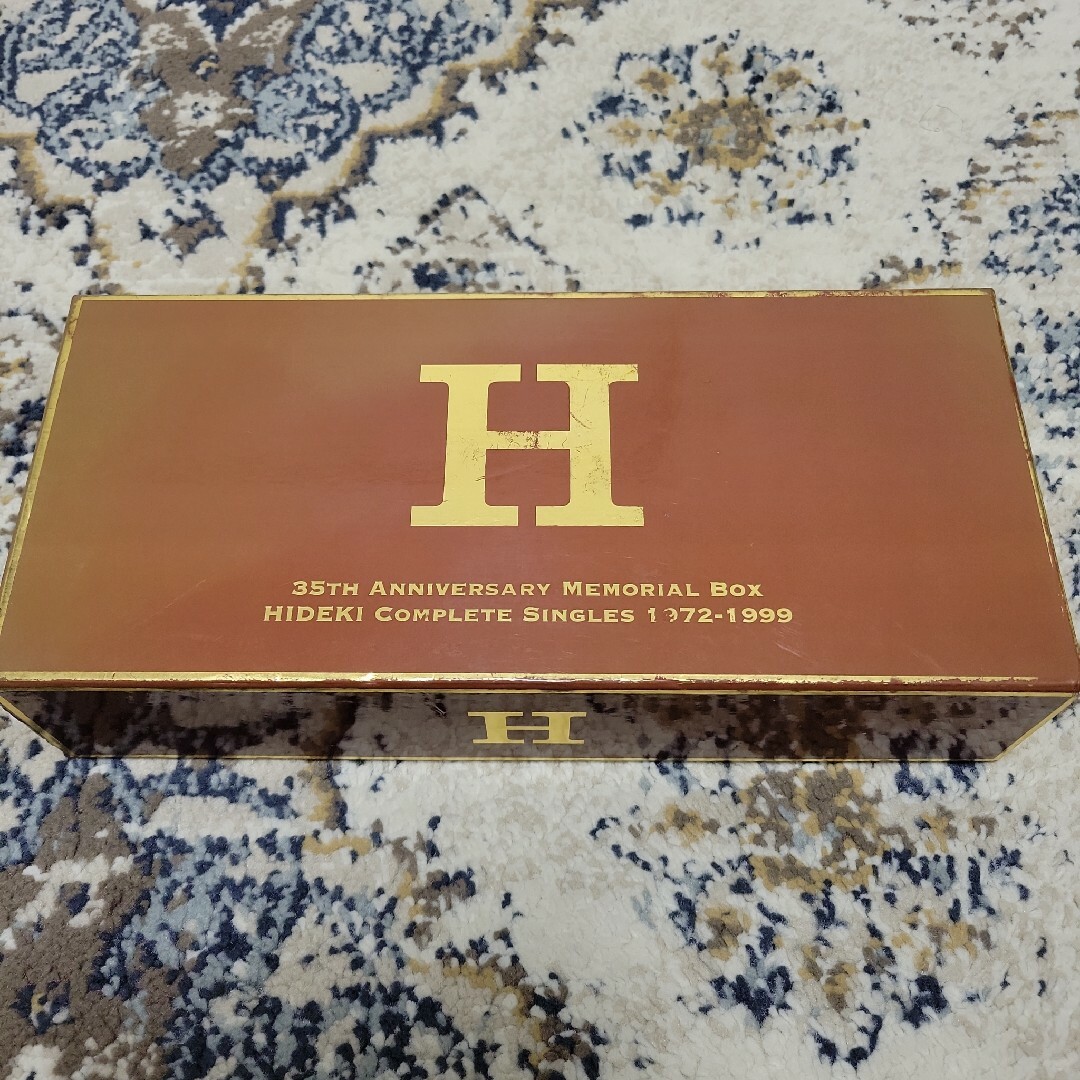 H
35TH ANNIVERSARY MEMORIAL BOX
HIDEKI COMPLETE SINGLES 1972-1999
H